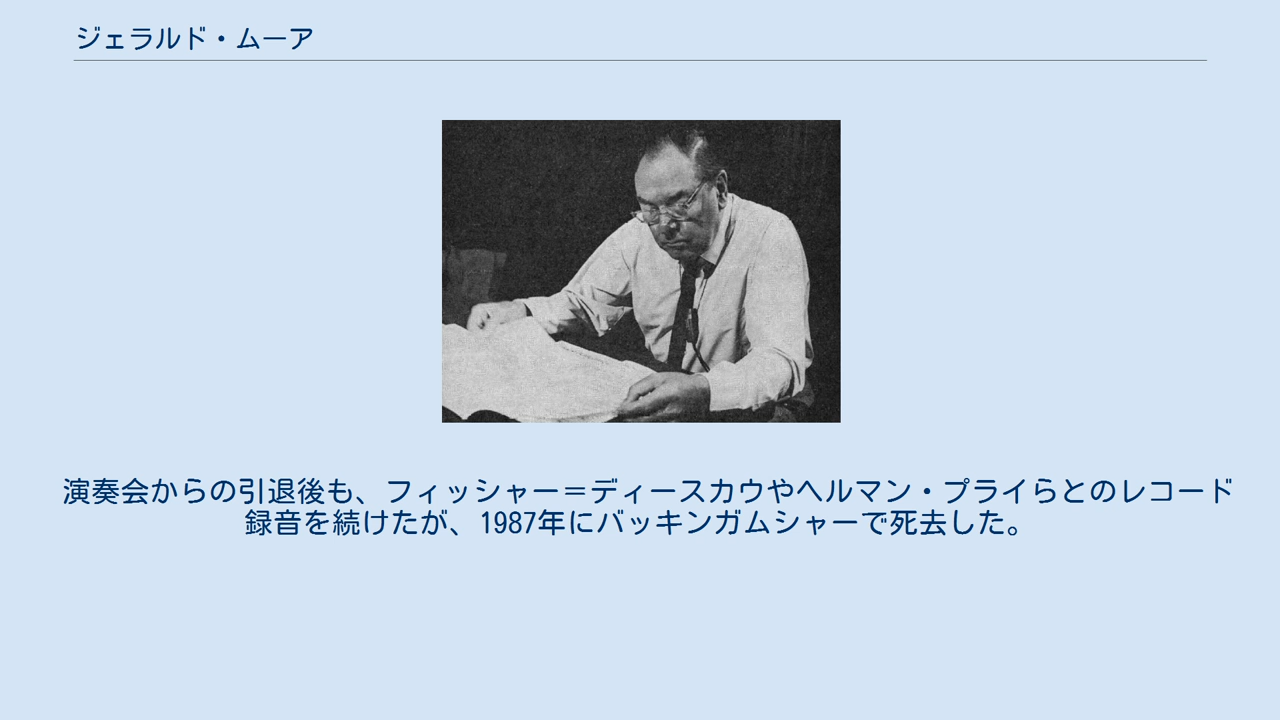 ジェラルド・ムーア
演奏会からの引退後も、フィッシャー＝ディースカウやヘルマン・プライらとのレコード
録音を続けたが、1987年にバッキンガムシャーで死去した。